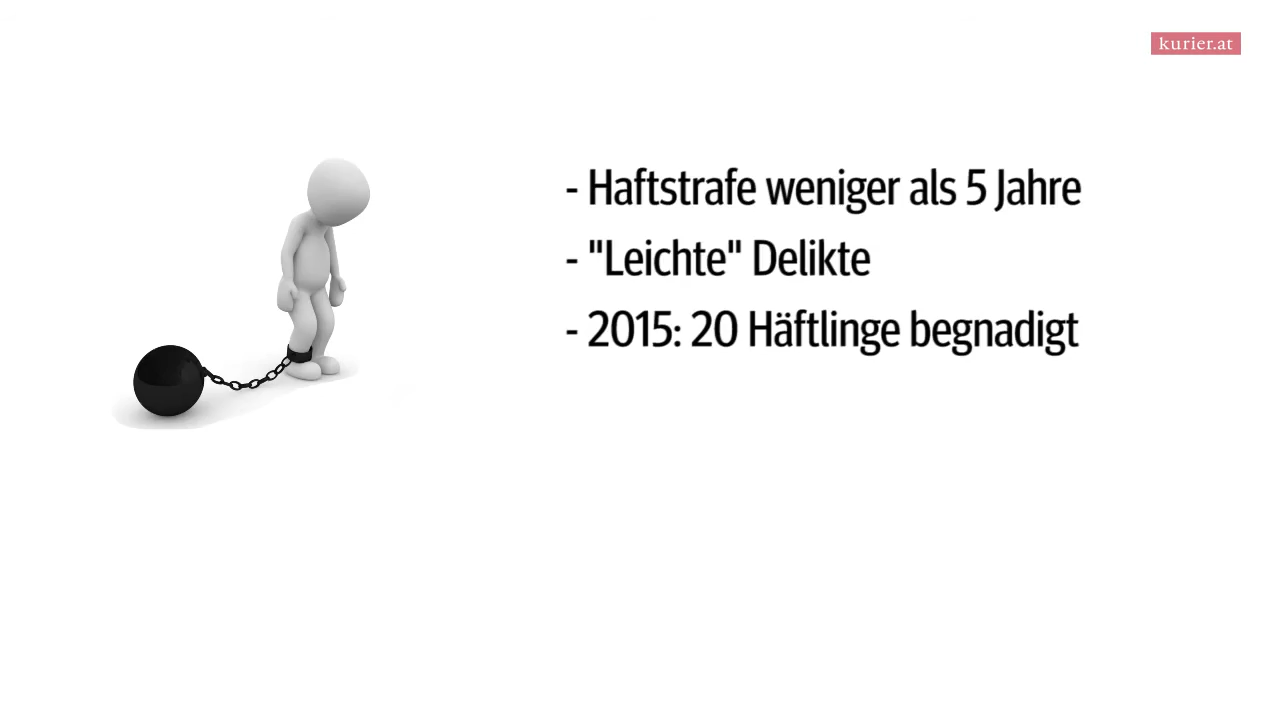 kurier.at
- Haftstrafe weniger als 5 Jahre
- "Leichte" Delikte
- 2015: 20 Häftlinge begnadigt